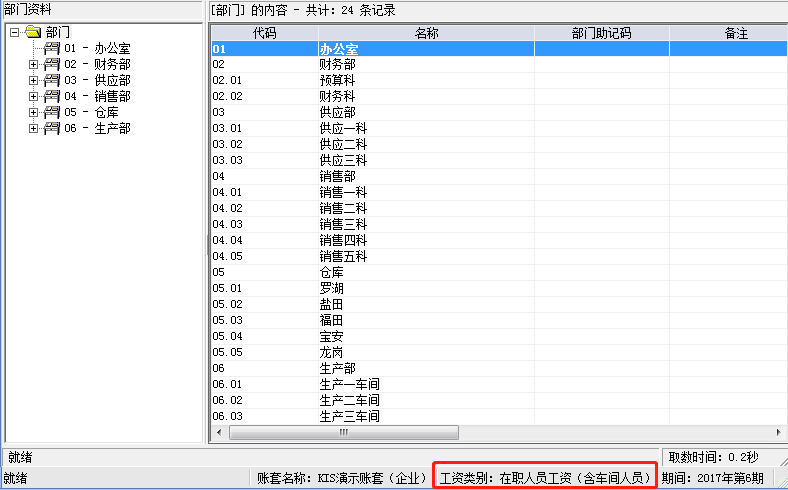 部门资料
[部门] 的内容 - 共计: 24 条记录
部门
01 - 办公室
02 - 财务部
03 - 供应部
04 - 销售部
05 - 仓库
06 - 生产部
代码 名称 部门助记码 备注
01 办公室
02 财务部
02.01 预算科
02.02 财务科
03 供应部
03.01 供应一科
03.02 供应二科
03.03 供应三科
04 销售部
04.01 销售一科
04.02 销售二科
04.03 销售三科
04.04 销售四科
04.05 销售五科
05 仓库
05.01 罗湖
05.02 盐田
05.03 福田
05.04 宝安
05.05 龙岗
06 生产部
06.01 生产一车间
06.02 生产二车间
06.03 生产三车间
就绪 取数时间: 0.2秒
就绪 账套名称: KIS演示账套（企业） 工资类别: 在职人员工资（含车间人员） 期间: 2017年第6期